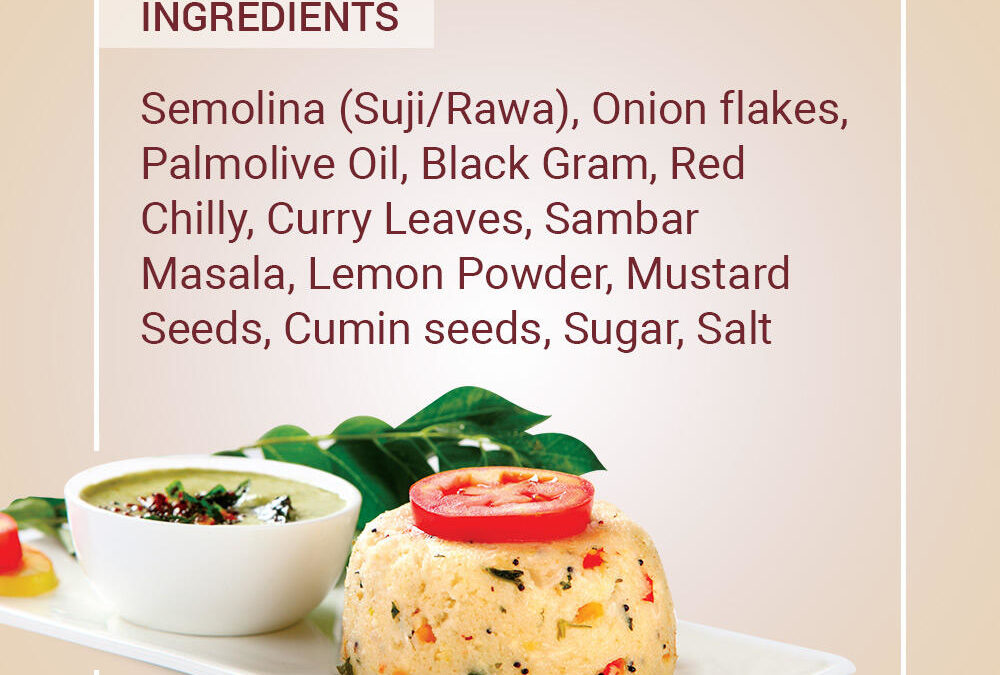 INGREDIENTS
Semolina (Suji/Rawa), Onion flakes,
Palmolive Oil, Black Gram, Red
Chilly, Curry Leaves, Sambar
Masala, Lemon Powder, Mustard
Seeds, Cumin seeds, Sugar, Salt